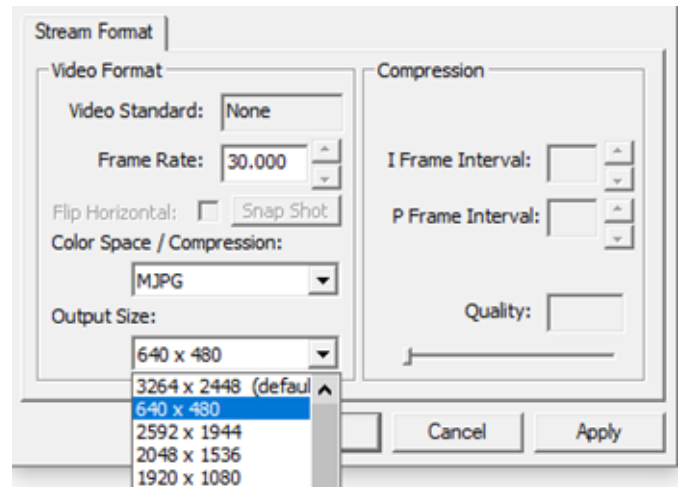 Stream Format
Video Format
Video Standard: None
Frame Rate: 30.000
Flip Horizontal: Snap Shot
Color Space / Compression:
MJPG
Output Size:
640 x 480
3264 x 2448 (defaul
640 x 480
2592 x 1944
2048 x 1536
1920 x 1080
Compression
I Frame Interval:
P Frame Interval:
Quality:
Cancel Apply